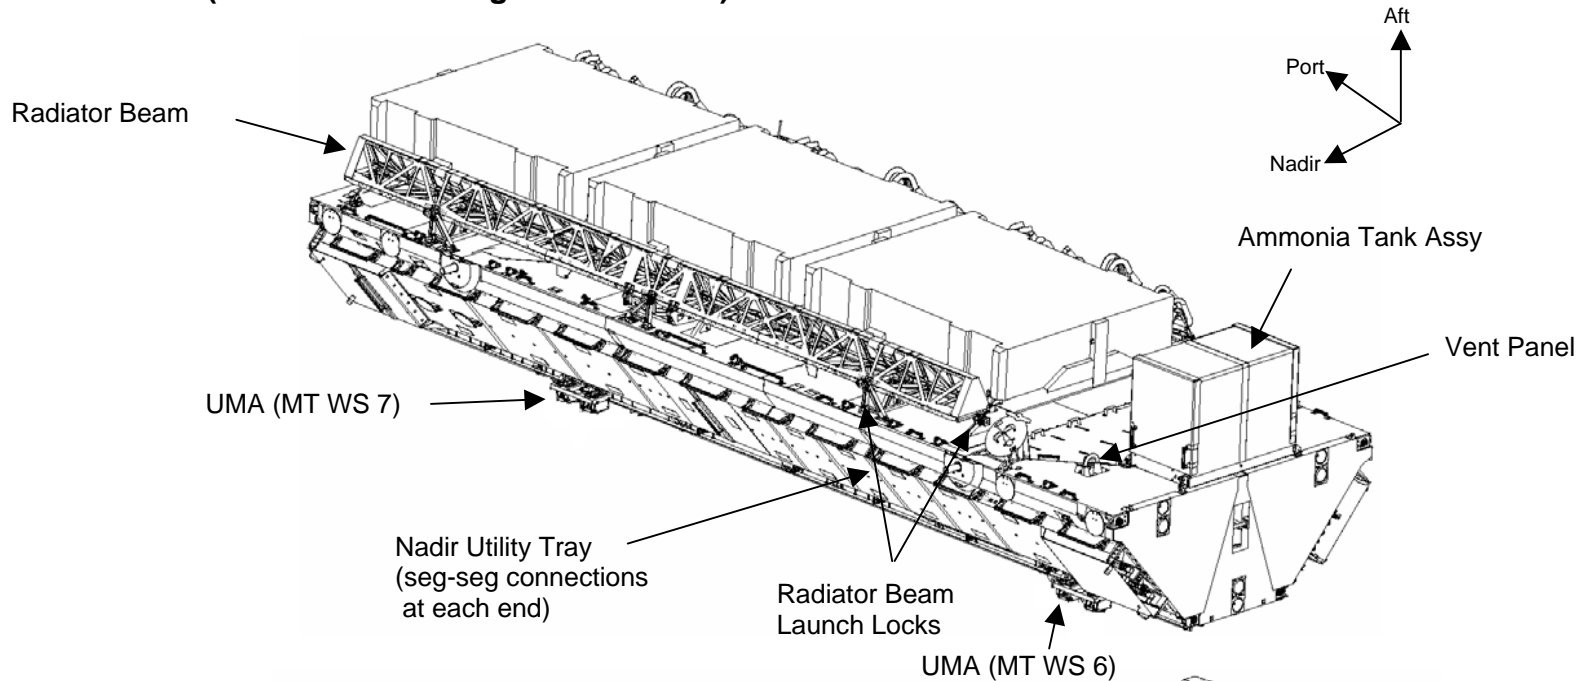 Aft
Port
Nadir
Radiator Beam
Ammonia Tank Assy
Vent Panel
UMA (MT WS 7)
Nadir Utility Tray
(seg-seg connections
at each end)
Radiator Beam
Launch Locks
UMA (MT WS 6)